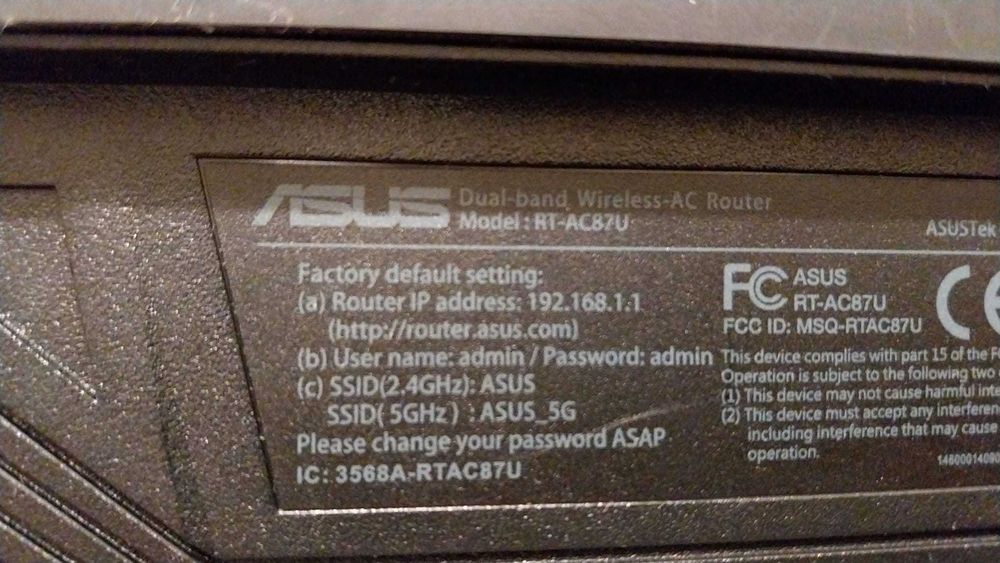 ASUS Dual-band Wireless-AC Router
Model : RT-AC87U
ASUSTek
Factory default setting:
(a) Router IP address: 192.168.1.1
(http://router.asus.com)
(b) User name: admin / Password: admin
(c) SSID(2.4GHz): ASUS
SSID( 5GHz ) : ASUS_5G
Please change your password ASAP
IC: 3568A-RTAC87U
FC ASUS
RT-AC87U
FCC ID: MSQ-RTAC87U
CE
This device complies with part 15 of the
Operation is subject to the following two
(1) This device may not cause harmful
(2) This device must accept any
including interference that may cause
operation.